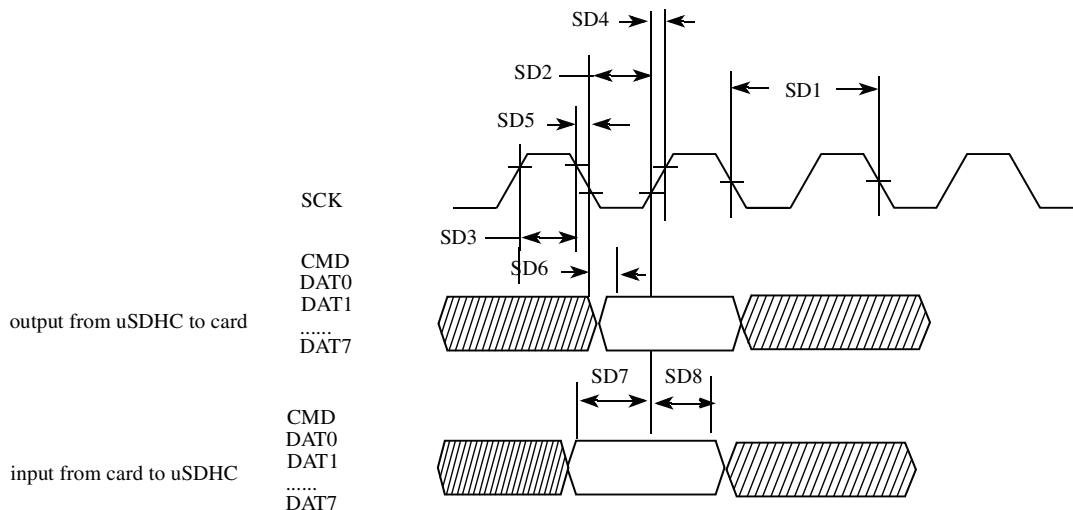 SD4
SD2
SD1
SD5
SCK
SD3
CMD
SD6
DAT0
DAT1
output from uSDHC to card
......
DAT7
SD7
SD8
CMD
DAT0
DAT1
input from card to uSDHC
......
DAT7